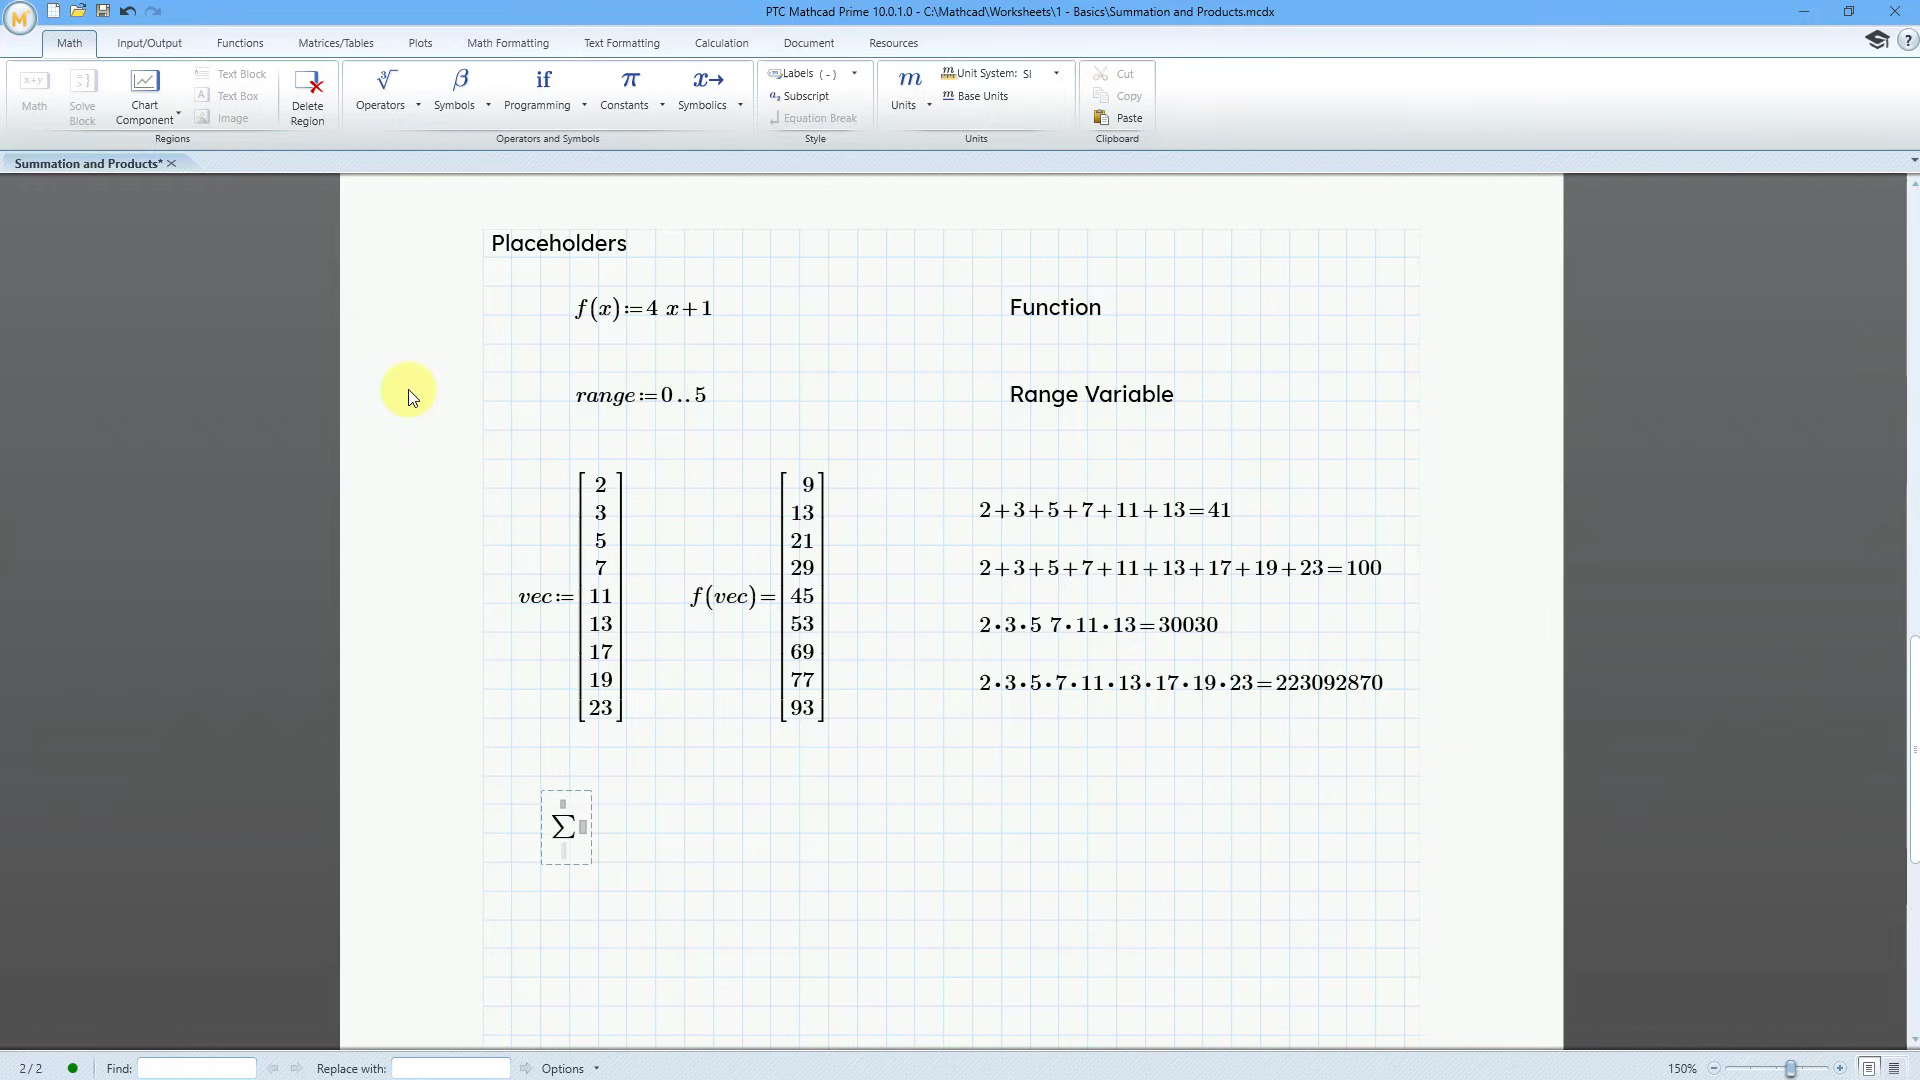 PTC Mathcad Prime 10.0.1.0 - C:\Mathcad\Worksheets\1 - Basics\Summation and Products.mcdx
Math Input/Output Functions Matrices/Tables Plots Math Formatting Text Formatting Calculation Document Resources
Math
Solve Block
Chart Component
Text Block
Text Box
Image
Delete Region
Regions
Operators
Symbols
Programming
Constants
Symbolics
Operators and Symbols
Labels ( - )
Subscript
Equation Break
Style
Units
Unit System: SI
Base Units
Units
Cut
Copy
Paste
Clipboard
Summation and Products*
Placeholders
f(x):=4 x+1
Function
range:=0..5
Range Variable
vec:=
2
3
5
7
11
13
17
19
23
f(vec)=
9
13
21
29
45
53
69
77
93
2+3+5+7+11+13=41
2+3+5+7+11+13+17+19+23=100
2•3•5 7•11•13=30030
2•3•5•7•11•13•17•19•23=223092870
∑
2/2 Find: Replace with: Options 150%